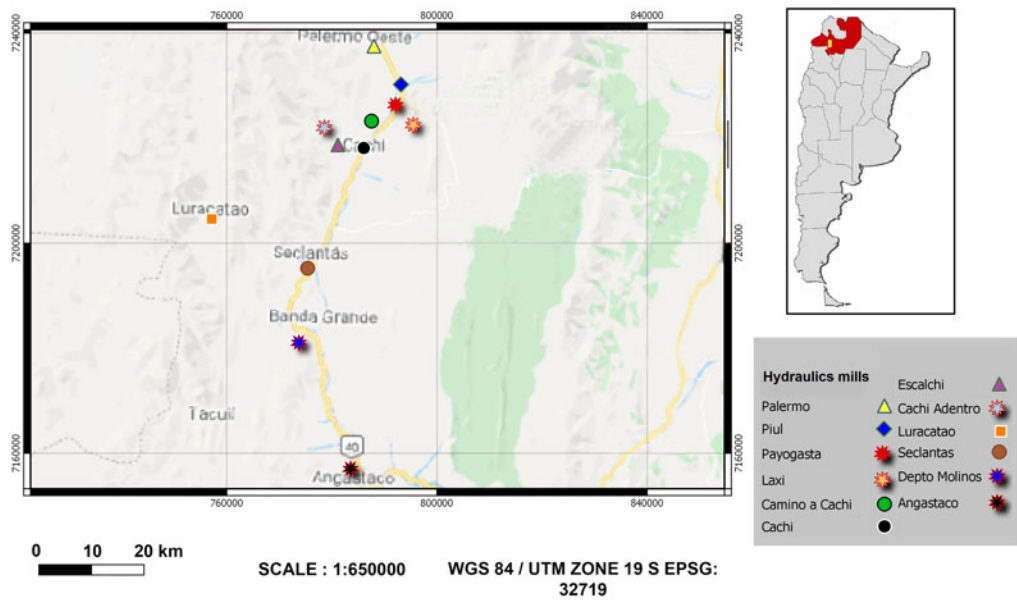 760000
800000
840000
7240000
7240000
Palermo Oeste
Cachi
Luracatao
7200000
7200000
Seclantás
Banda Grande
Tacuil
40
7160000
7160000
Angastaco
760000
800000
840000
0 10 20 km
SCALE : 1:650000
WGS 84 / UTM ZONE 19 S EPSG:
32719
Hydraulics mills
Palermo
Piul
Payogasta
Laxi
Camino a Cachi
Cachi
Escalchi
Cachi Adentro
Luracatao
Seclantas
Depto Molinos
Angastaco